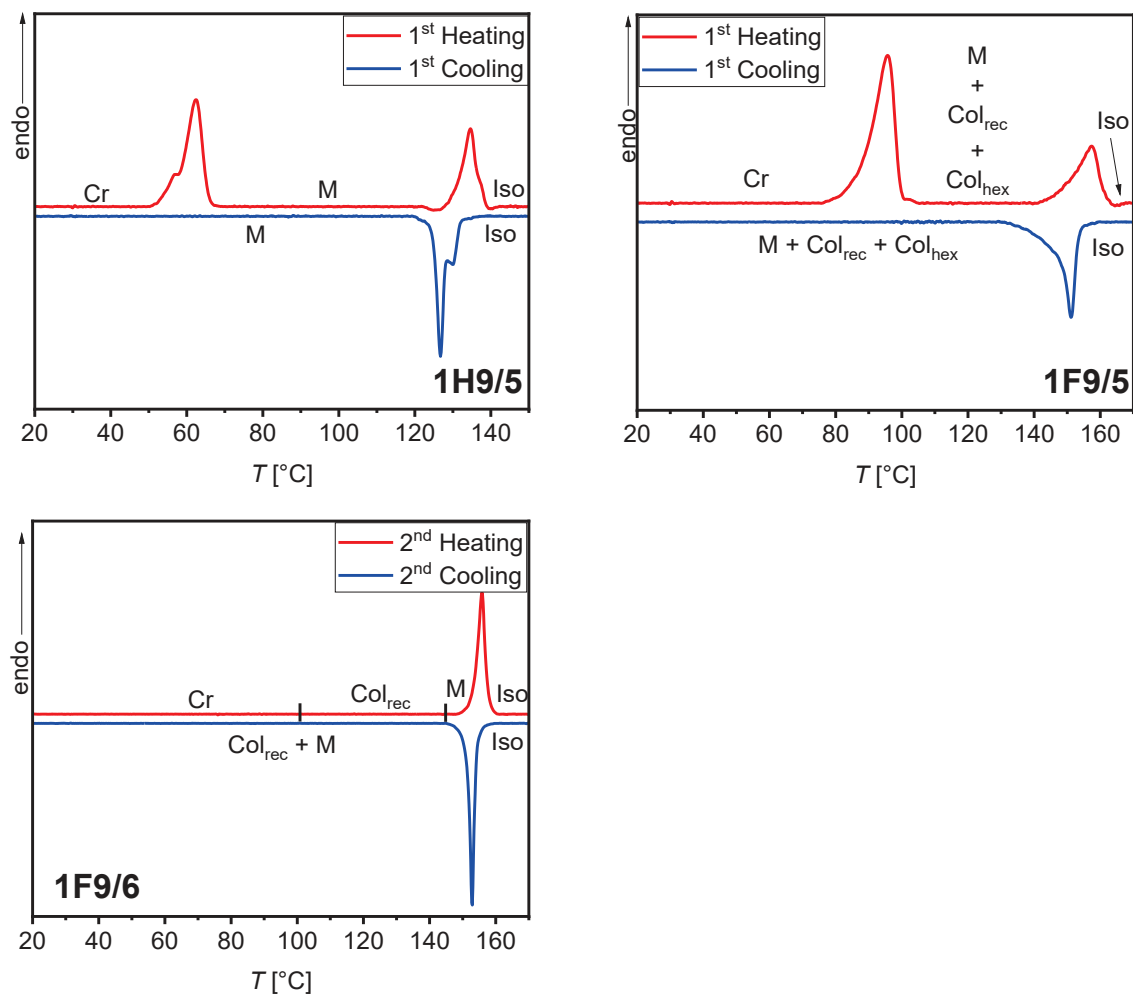 endo
1st Heating
1st Cooling
Cr
M
Iso
M
Iso
1H9/5
20 40 60 80 100 120 140
T [°C]
endo
1st Heating
1st Cooling
M
+
Colrec
+
Colhex
Iso
Cr
M + Colrec + Colhex
Iso
1F9/5
20 40 60 80 100 120 140 160
T [°C]
endo
2nd Heating
2nd Cooling
Cr
Colrec
M
Iso
Colrec + M
Iso
1F9/6
20 40 60 80 100 120 140 160
T [°C]